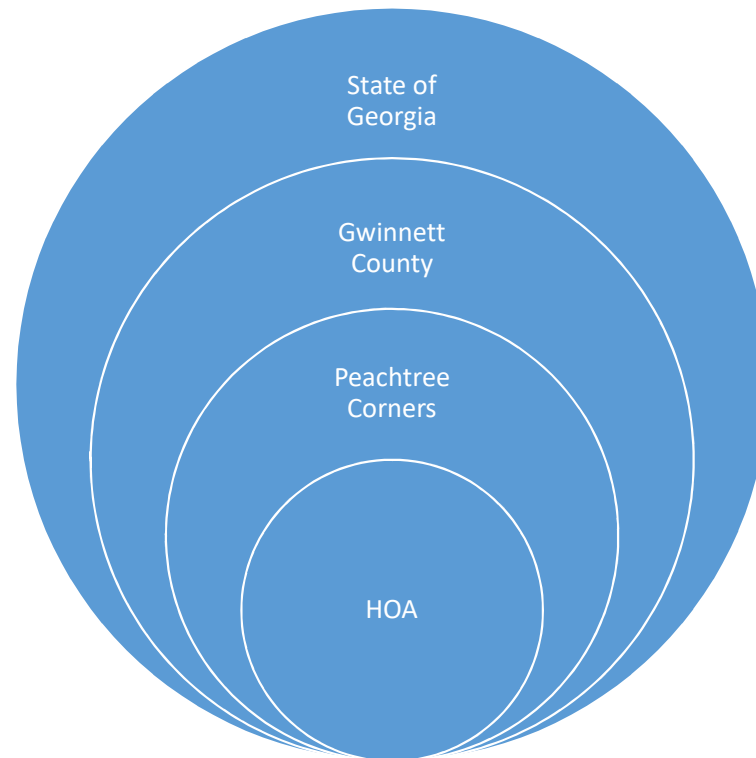 State of
Georgia
Gwinnett
County
Peachtree
Corners
HOA